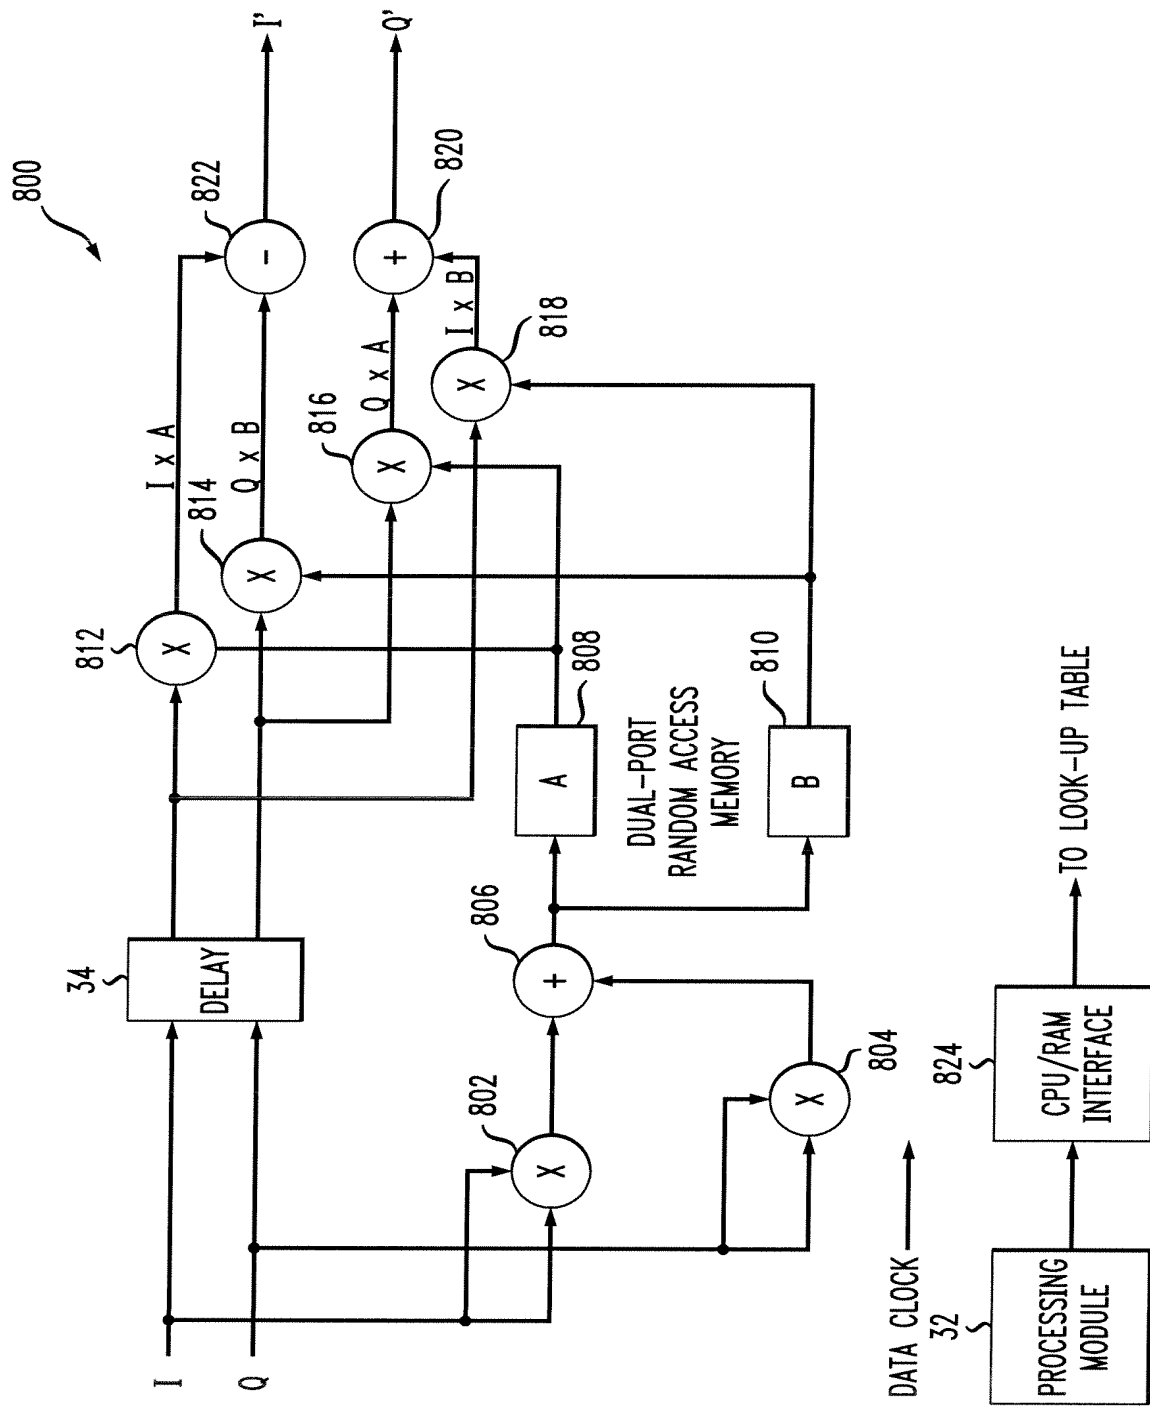 800
I
Q
34
DELAY
812
X
I x A
814
X
Q x B
822
-
I'
816
X
Q x A
820
+
Q'
818
X
I x B
802
X
806
+
804
X
A
808
DUAL-PORT
RANDOM ACCESS
MEMORY
B
810
DATA CLOCK
32
PROCESSING
MODULE
824
CPU/RAM
INTERFACE
TO LOOK-UP TABLE